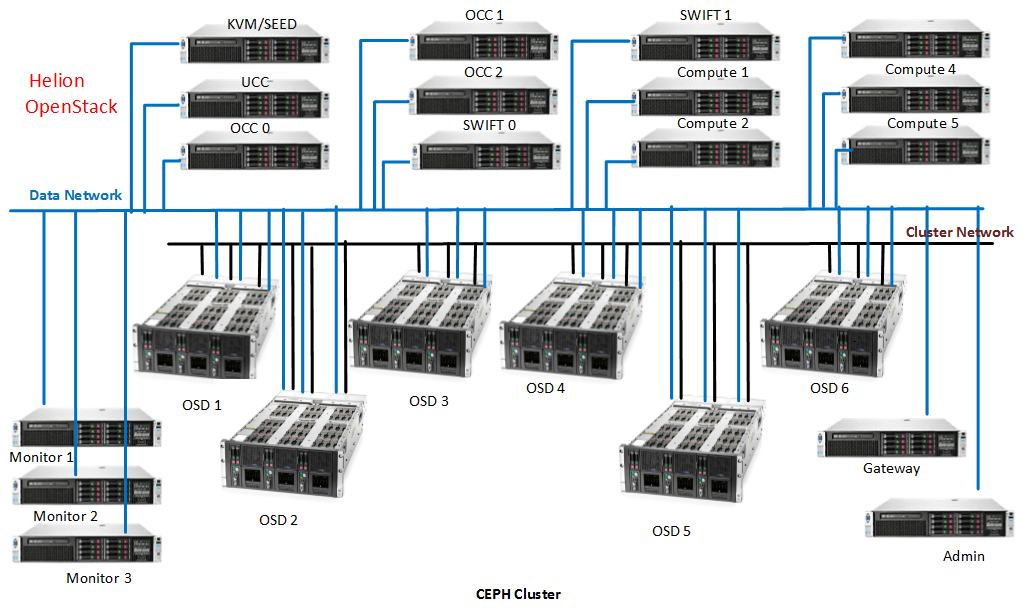 KVM/SEED
OCC 1
SWIFT 1
Helion
OpenStack
UCC
OCC 2
Compute 1
Compute 4
OCC 0
SWIFT 0
Compute 2
Compute 5
Data Network
Cluster Network
OSD 1
OSD 3
OSD 4
OSD 6
Monitor 1
Gateway
Monitor 2
OSD 2
OSD 5
Admin
Monitor 3
CEPH Cluster